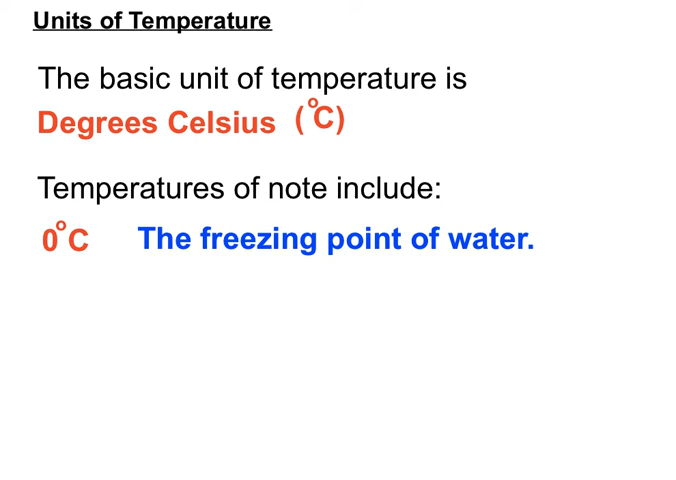 Units of Temperature
The basic unit of temperature is
Degrees Celsius (°C)
Temperatures of note include:
0°C The freezing point of water.